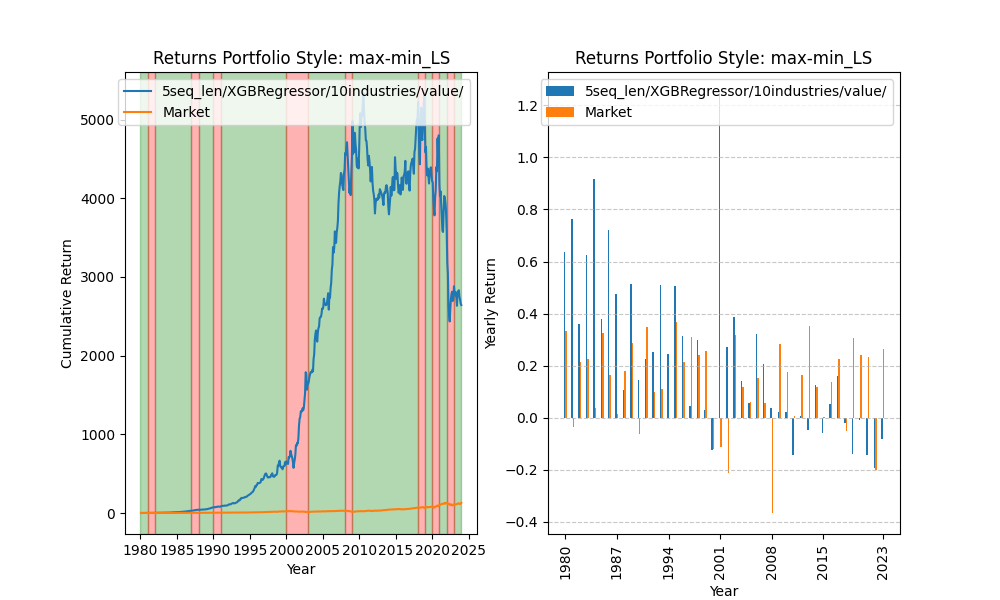 Returns Portfolio Style: max-min_LS
5seq_len/XGBRegressor/10industries/value/
Market
Cumulative Return
5000
4000
3000
2000
1000
0
1980 1985 1990 1995 2000 2005 2010 2015 2020 2025
Year
Returns Portfolio Style: max-min_LS
5seq_len/XGBRegressor/10industries/value/
Market
Yearly Return
1.2
1.0
0.8
0.6
0.4
0.2
0.0
−0.2
−0.4
1980 1987 1994 2001 2008 2015 2023
Year